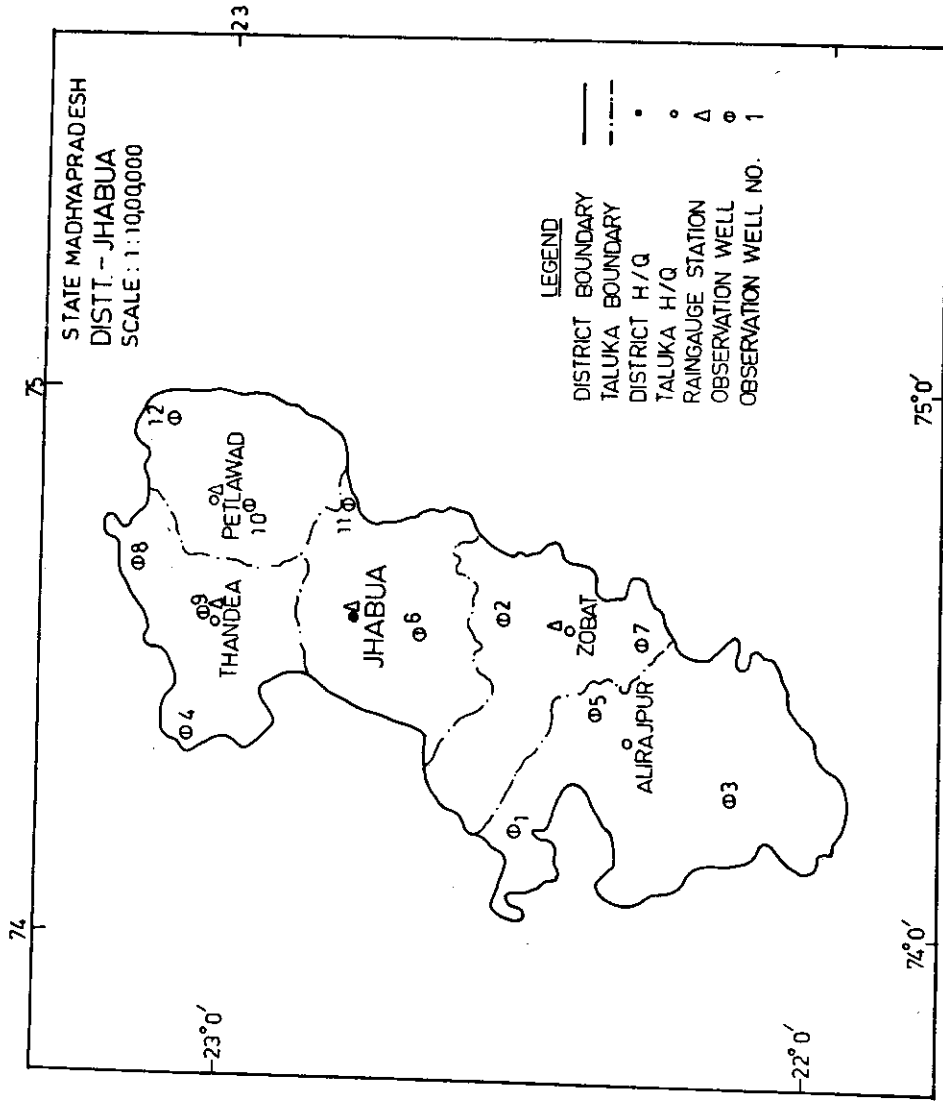 STATE MADHYAPRADESH
DISTT. - JHABUA
SCALE : 1 : 10,00,000
74
75
23
23°0'
22°0'
74°0'
75°0'
12
8
PETLAWAD
10
9
THANDEA
4
11
JHABUA
6
2
ZOBAT
7
5
ALIRAJPUR
1
3
LEGEND
DISTRICT BOUNDARY
TALUKA BOUNDARY
DISTRICT H/Q
TALUKA H/Q
RAINGAUGE STATION
OBSERVATION WELL
OBSERVATION WELL NO. 1